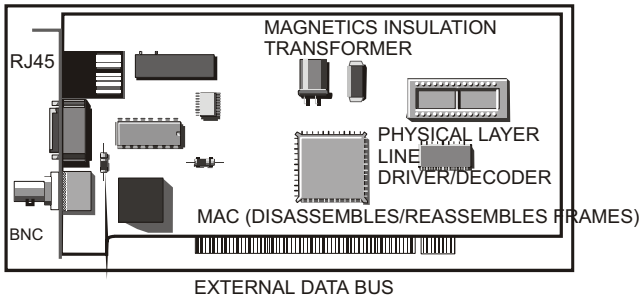 MAGNETICS INSULATION
TRANSFORMER
RJ45
PHYSICAL LAYER
LINE
DRIVER/DECODER
MAC (DISASSEMBLES/REASSEMBLES FRAMES)
BNC
EXTERNAL DATA BUS